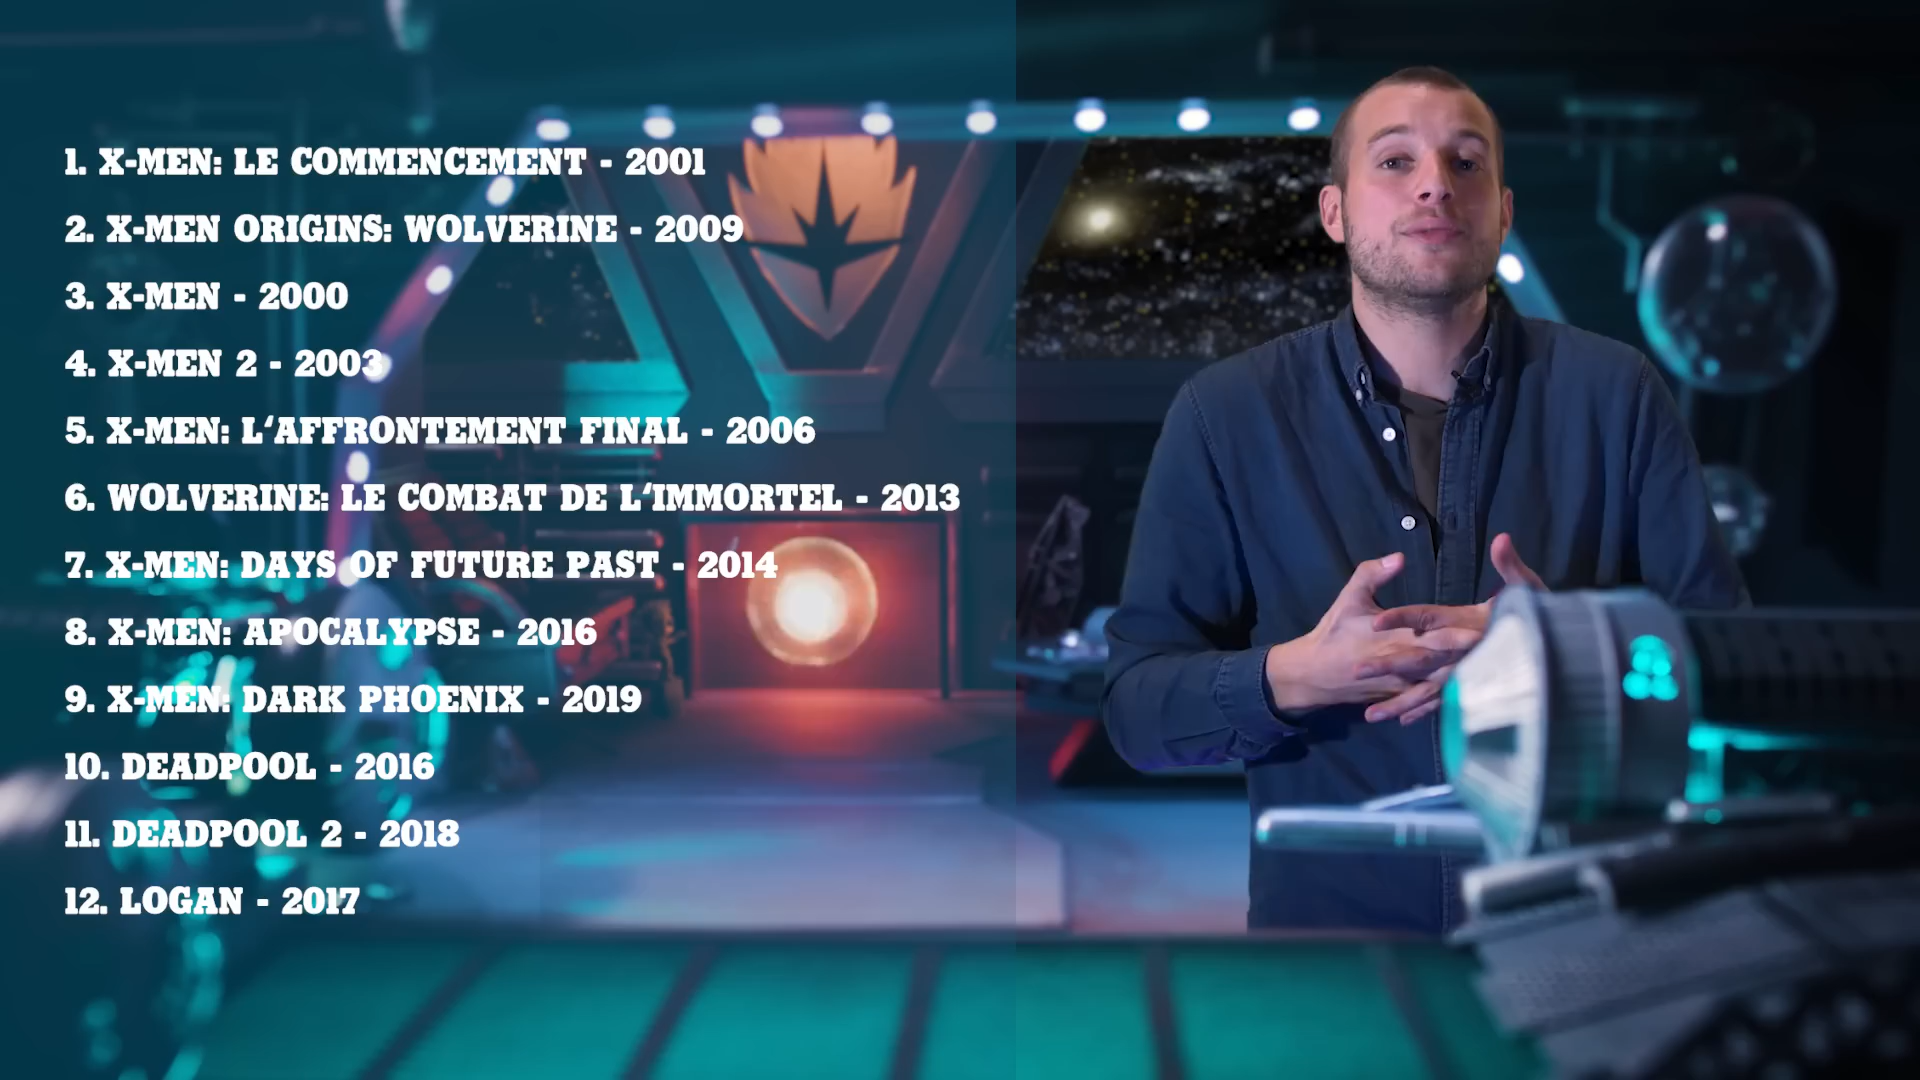 1. X-MEN: LE COMMENCEMENT - 2001
2. X-MEN ORIGINS: WOLVERINE - 2009
3. X-MEN - 2000
4. X-MEN 2 - 2003
5. X-MEN: L‘AFFRONTEMENT FINAL - 2006
6. WOLVERINE: LE COMBAT DE L‘IMMORTEL - 2013
7. X-MEN: DAYS OF FUTURE PAST - 2014
8. X-MEN: APOCALYPSE - 2016
9. X-MEN: DARK PHOENIX - 2019
10. DEADPOOL - 2016
11. DEADPOOL 2 - 2018
12. LOGAN - 2017